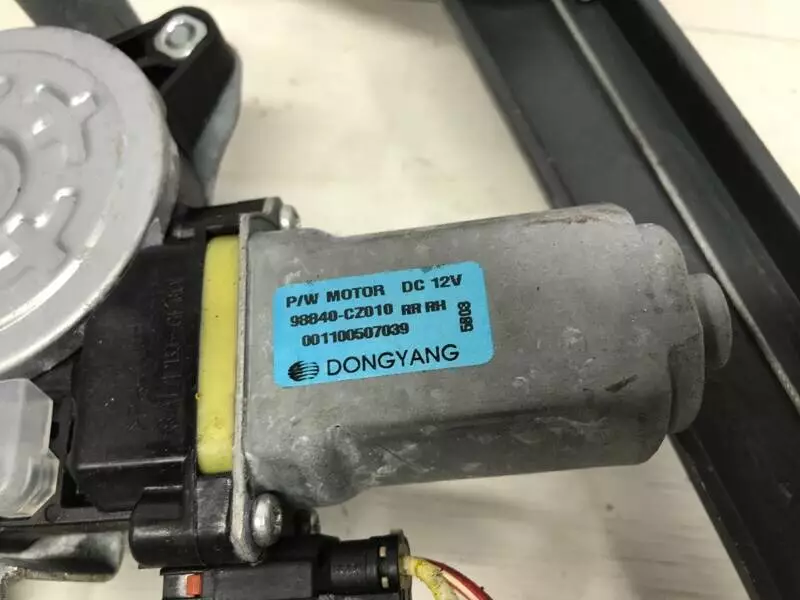 P/W MOTOR DC 12V
98840-CZ010 RR RH
001100507039
5803
DONGYANG